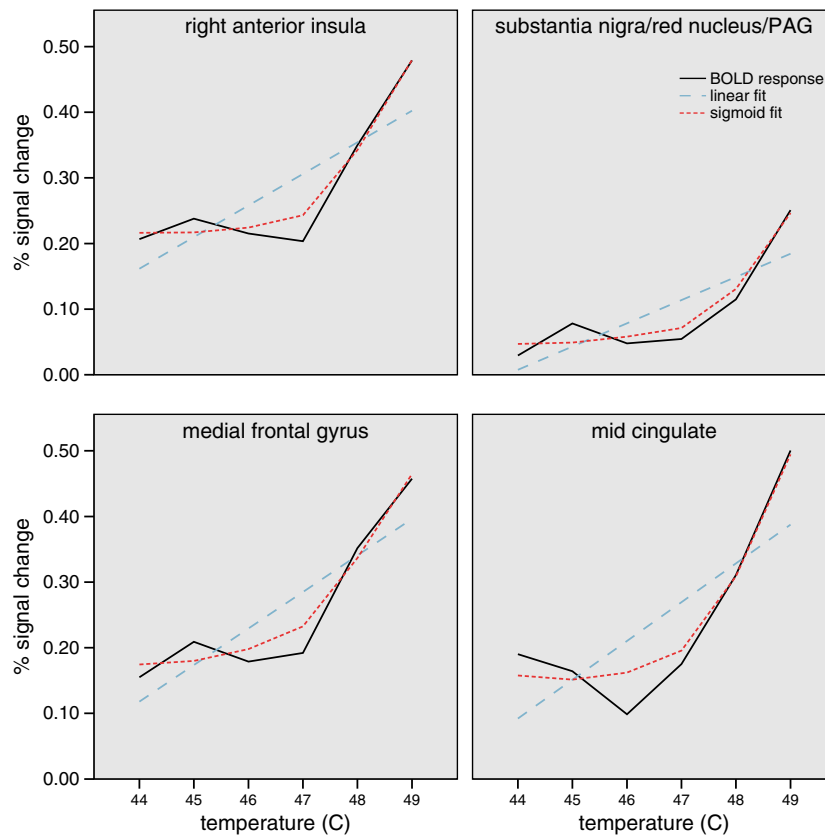 right anterior insula
substantia nigra/red nucleus/PAG
BOLD response
linear fit
sigmoid fit
% signal change
0.50
0.40
0.30
0.20
0.10
0.00
medial frontal gyrus
mid cingulate
% signal change
0.50
0.40
0.30
0.20
0.10
0.00
44 45 46 47 48 49
44 45 46 47 48 49
temperature (C)
temperature (C)